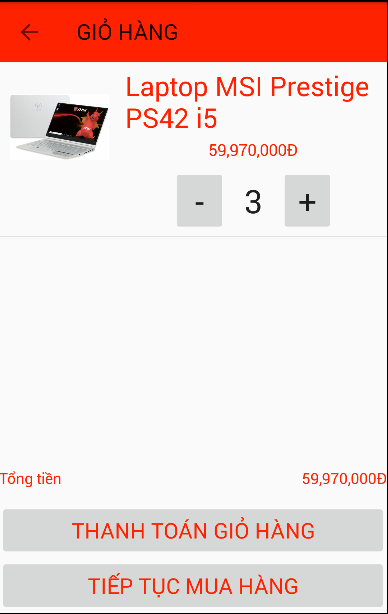 GIỎ HÀNG
Laptop MSI Prestige
PS42 i5
59,970,000Đ
- 3 +
Tổng tiền 59,970,000Đ
THANH TOÁN GIỎ HÀNG
TIẾP TỤC MUA HÀNG